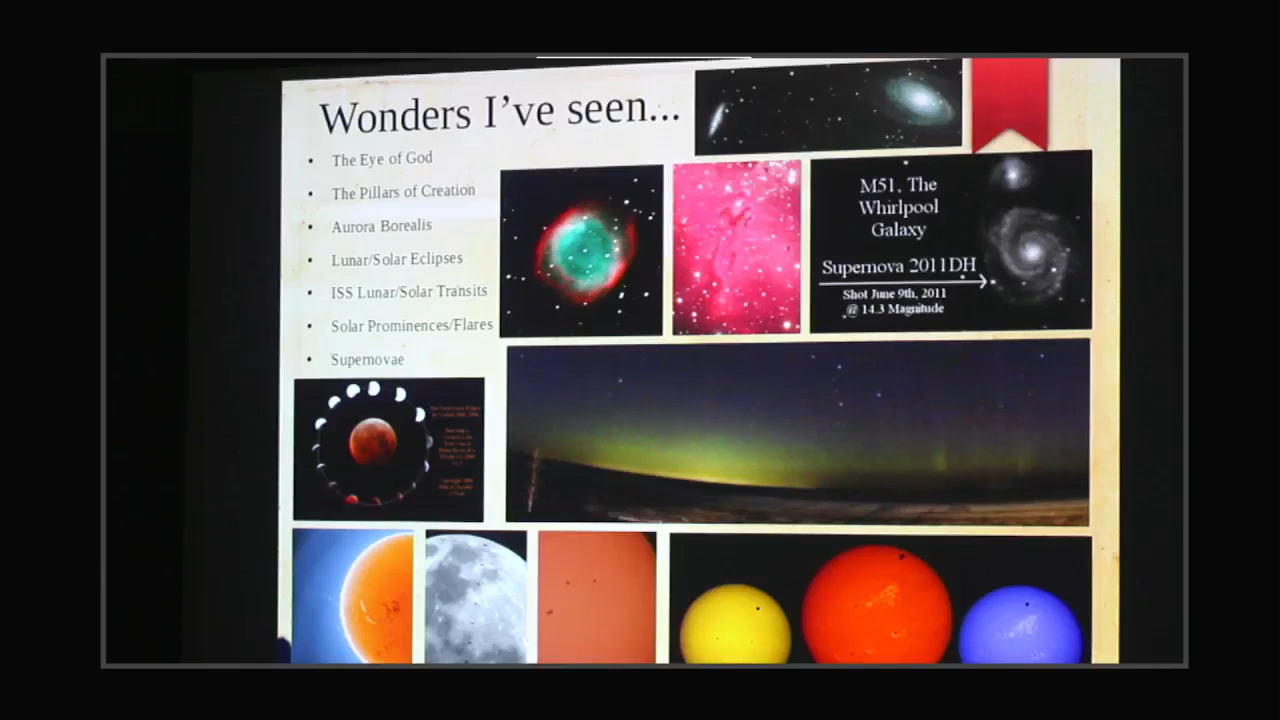 Wonders I've seen...
• The Eye of God
• The Pillars of Creation
• Aurora Borealis
• Lunar/Solar Eclipses
• ISS Lunar/Solar Transits
• Solar Prominences/Flares
• Supernovae
M51, The
Whirlpool
Galaxy
Supernova 2011DH
Shot June 9th, 2011
@ 14.3 Magnitude